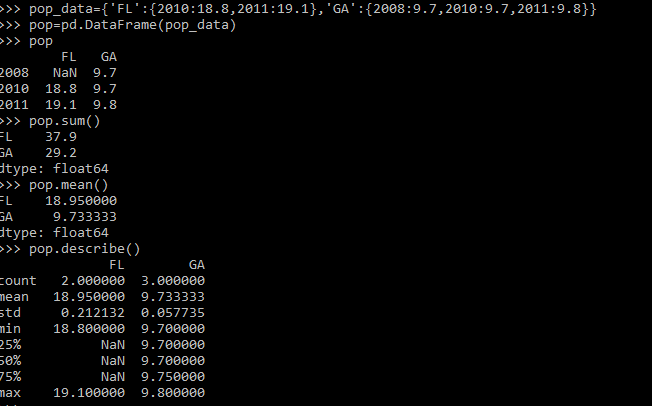 >>> pop_data={'FL':{2010:18.8,2011:19.1},'GA':{2008:9.7,2010:9.7,2011:9.8}}
>>> pop=pd.DataFrame(pop_data)
>>> pop
        FL   GA
2008   NaN  9.7
2010  18.8  9.7
2011  19.1  9.8
>>> pop.sum()
FL    37.9
GA    29.2
dtype: float64
>>> pop.mean()
FL    18.950000
GA     9.733333
dtype: float64
>>> pop.describe()
              FL        GA
count   2.000000  3.000000
mean   18.950000  9.733333
std     0.212132  0.057735
min    18.800000  9.700000
25%          NaN  9.700000
50%          NaN  9.700000
75%          NaN  9.750000
max    19.100000  9.800000